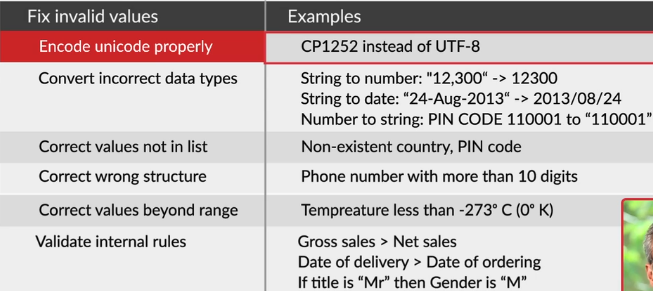 Fix invalid values Examples
Encode unicode properly CP1252 instead of UTF-8
Convert incorrect data types String to number: "12,300“ -> 12300
String to date: “24-Aug-2013“ -> 2013/08/24
Number to string: PIN CODE 110001 to “110001”
Correct values not in list Non-existent country, PIN code
Correct wrong structure Phone number with more than 10 digits
Correct values beyond range Tempreature less than -273° C (0° K)
Validate internal rules Gross sales > Net sales
Date of delivery > Date of ordering
If title is “Mr” then Gender is “M”